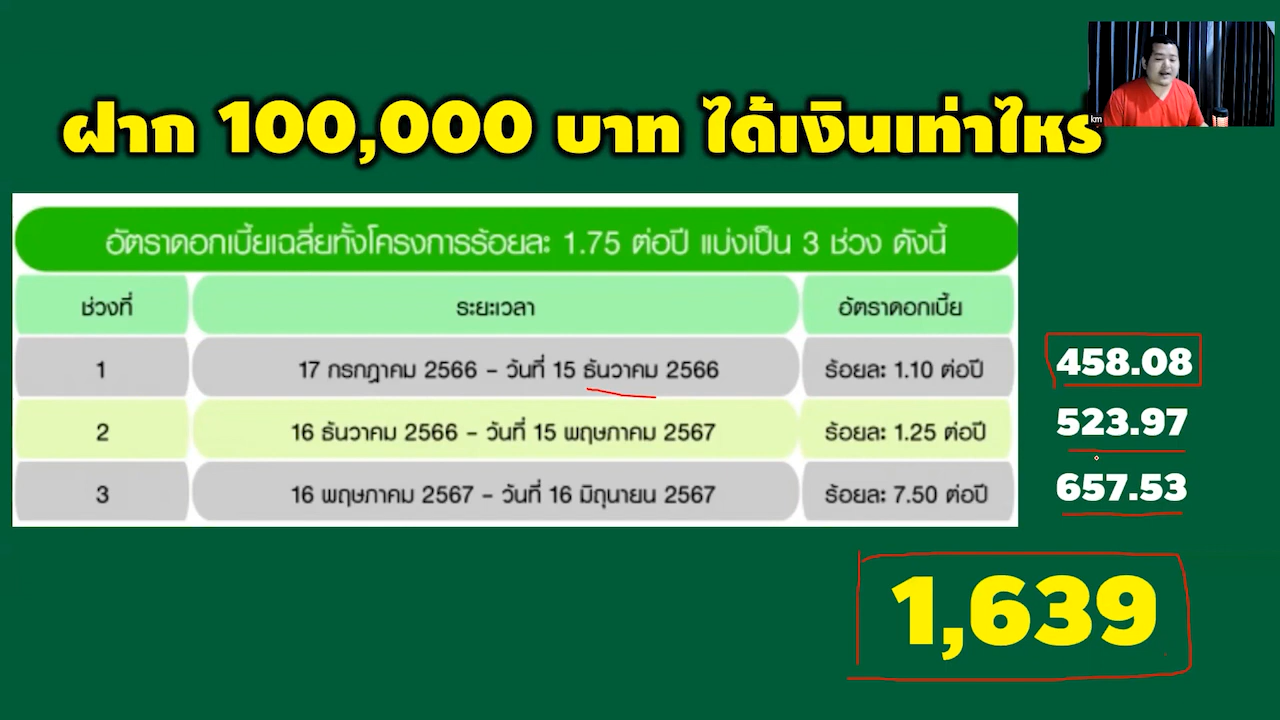 ฝาก 100,000 บาท ได้เงินเท่าไหร่
km
อัตราดอกเบี้ยเฉลี่ยทั้งโครงการร้อยละ 1.75 ต่อปี แบ่งเป็น 3 ช่วง ดังนี้
ช่วงที่ ระยะเวลา อัตราดอกเบี้ย
1 17 กรกฎาคม 2566 - วันที่ 15 ธันวาคม 2566 ร้อยละ 1.10 ต่อปี 458.08
2 16 ธันวาคม 2566 - วันที่ 15 พฤษภาคม 2567 ร้อยละ 1.25 ต่อปี 523.97
3 16 พฤษภาคม 2567 - วันที่ 16 มิถุนายน 2567 ร้อยละ 7.50 ต่อปี 657.53
1,639